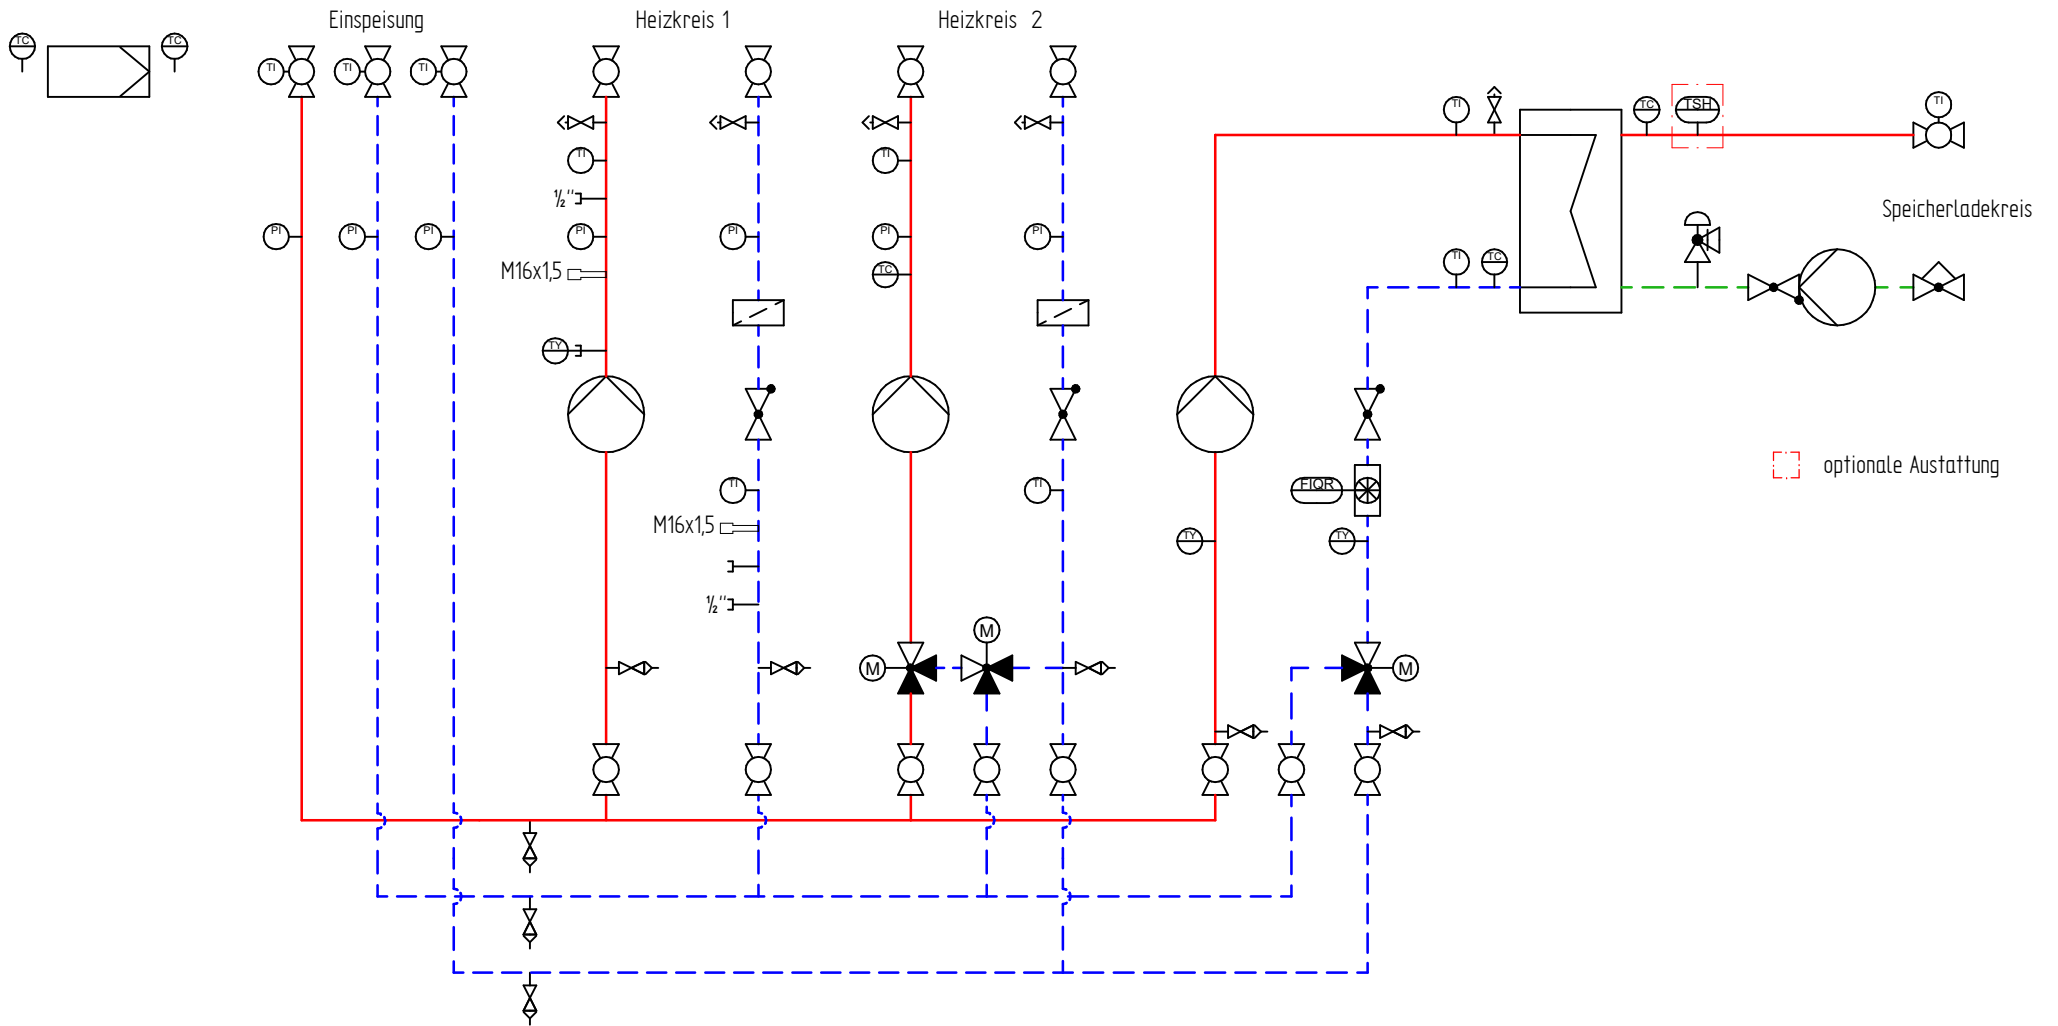 Einspeisung
Heizkreis 1
Heizkreis 2
TC
TC
TI
TI
TI
TI
TC
TSH
TI
TI
TI
½"
Speicherladekreis
PI
PI
PI
PI
PI
PI
PI
M16x1,5
TC
TI
TC
TY
optionale Austattung
TI
TI
FIQR
M16x1,5
TY
TY
½"
M
M
M